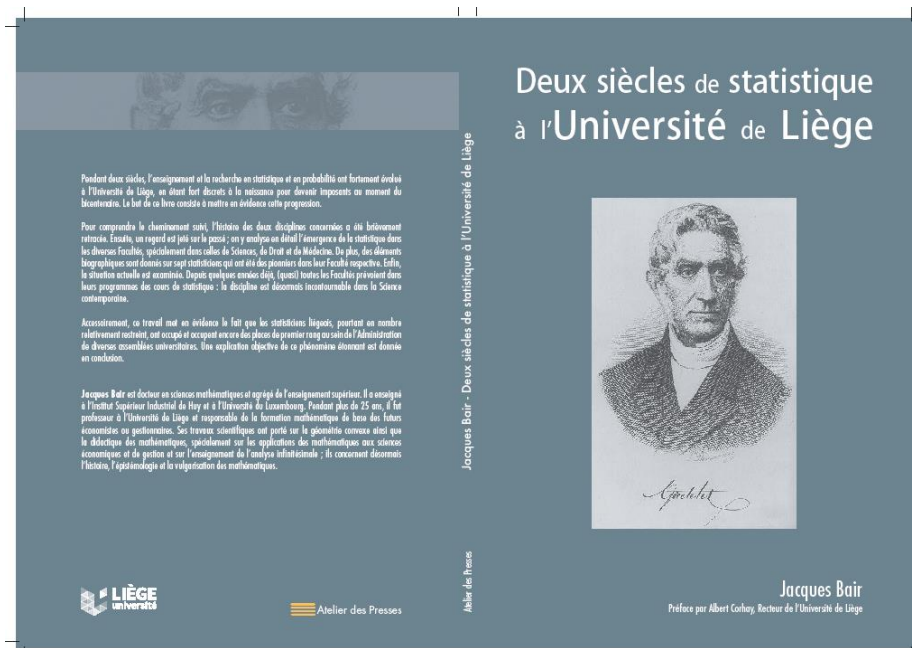 Pendant deux siècles, l'enseignement et la recherche en statistique et en probabilité ont fortement évolué
à l'Université de Liège, en étant fort discrets à la naissance pour devenir imposants au moment du
bicentenaire. Le but de ce livre consiste à mettre en évidence cette progression.
Pour comprendre le cheminement suivi, l'histoire des deux disciplines concernées a été brièvement
retracée. Ensuite, un regard est jeté sur le passé ; on y analyse en détail l'émergence de la statistique dans
les diverses Facultés, spécialement dans celles de Sciences, de Droit et de Médecine. De plus, des éléments
biographiques sont donnés sur sept statisticiens qui ont été des pionniers dans leur Faculté respective. Enfin,
la situation actuelle est examinée. Depuis quelques années déjà, (quasi) toutes les Facultés prévoient dans
leurs programmes des cours de statistique : la discipline est désormais incontournable dans la Science
contemporaine.
Accessoirement, ce travail met en évidence le fait que les statisticiens liégeois, pourtant en nombre
relativement restreint, ont occupé et occupent encore des places de premier rang au sein de l'Administration
de diverses assemblées universitaires. Une explication objective de ce phénomène étonnant est donnée
en conclusion.
Jacques Bair est docteur en sciences mathématiques et agrégé de l'enseignement supérieur. Il a enseigné
à l'Institut Supérieur Industriel de Huy et à l'Université du Luxembourg. Pendant plus de 25 ans, il fut
professeur à l'Université de Liège et responsable de la formation mathématique de base des futurs
économistes ou gestionnaires. Ses travaux scientifiques ont porté sur la géométrie convexe ainsi que
la didactique des mathématiques, spécialement sur les applications des mathématiques aux sciences
économiques et de gestion et sur l'enseignement de l'analyse infinitésimale ; ils concernent désormais
l'histoire, l'épistémologie et la vulgarisation des mathématiques.
LIÈGE
université
Atelier des Presses
Jacques Bair - Deux siècles de statistique à l'Université de Liège
Atelier des Presses
Deux siècles de statistique
à l'Université de Liège
Quetelet
Jacques Bair
Préface par Albert Corhay, Recteur de l'Université de Liège